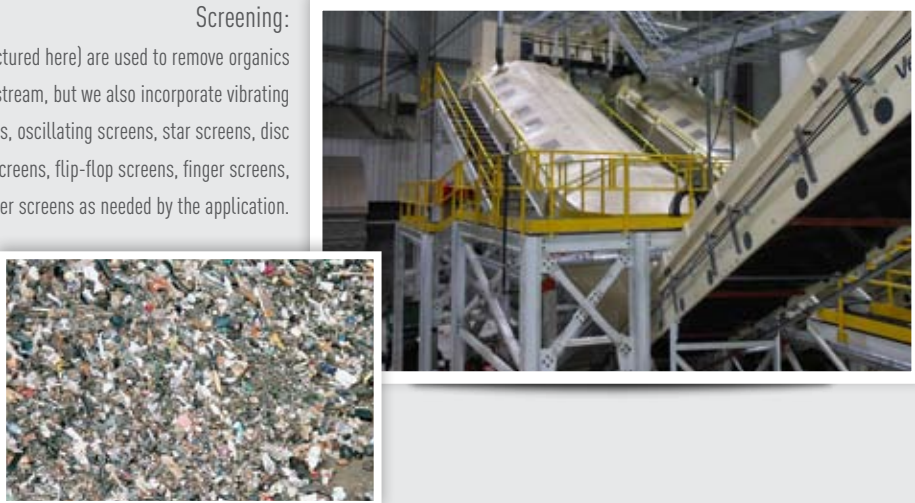 Screening:
ctured here) are used to remove organics
stream, but we also incorporate vibrating
s, oscillating screens, star screens, disc
creens, flip-flop screens, finger screens,
er screens as needed by the application.
Ve